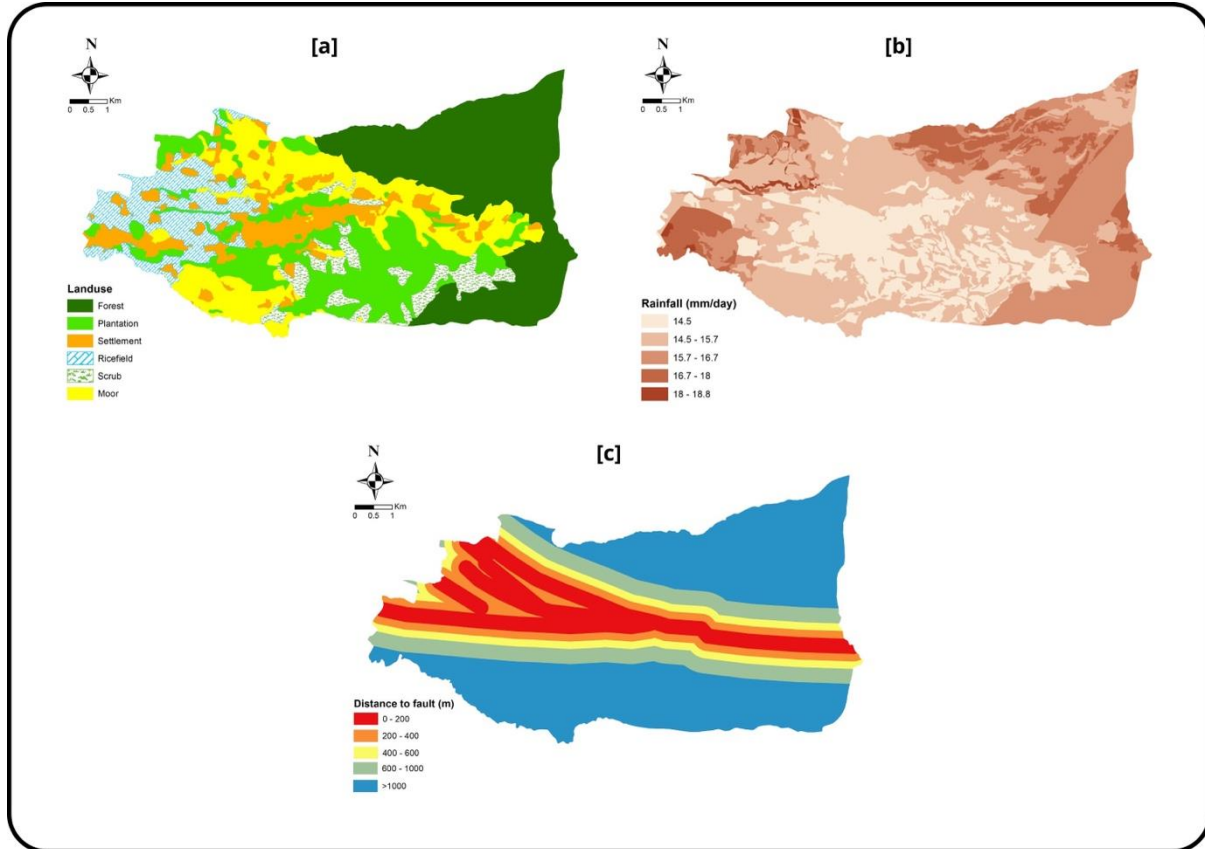 [a]
N
Km
0 0.5 1
Landuse
Forest
Plantation
Settlement
Ricefield
Scrub
Moor
[b]
N
Km
0 0.5 1
Rainfall (mm/day)
14.5
14.5 - 15.7
15.7 - 16.7
16.7 - 18
18 - 18.8
[c]
N
Km
0 0.5 1
Distance to fault (m)
0 - 200
200 - 400
400 - 600
600 - 1000
>1000